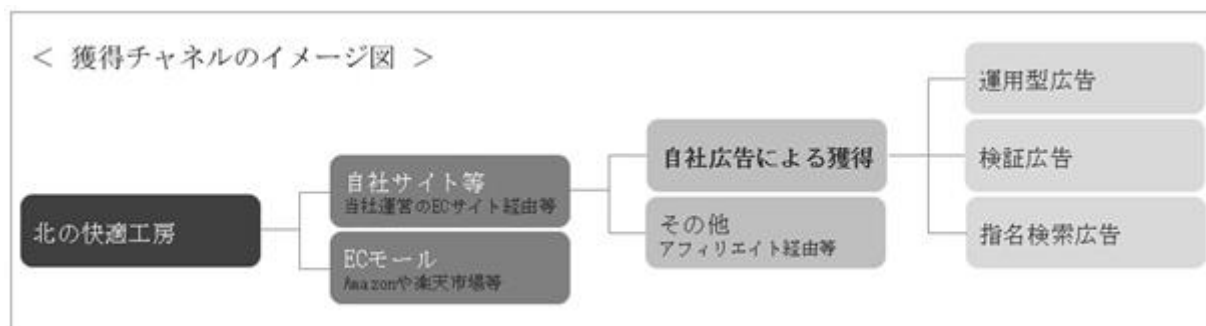 < 獲得チャネルのイメージ図 >
北の快適工房
自社サイト等
当社運営のECサイト経由等
ECモール
Amazonや楽天市場等
自社広告による獲得
その他
アフィリエイト経由等
運用型広告
検証広告
指名検索広告